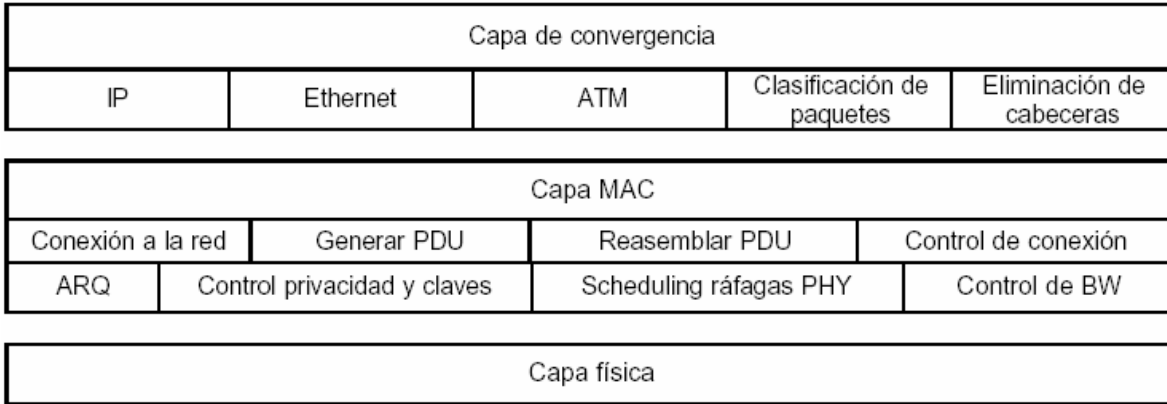 Capa de convergencia
IP Ethernet ATM Clasificación de paquetes Eliminación de cabeceras
Capa MAC
Conexión a la red Generar PDU Reasemblar PDU Control de conexión
ARQ Control privacidad y claves Scheduling ráfagas PHY Control de BW
Capa física